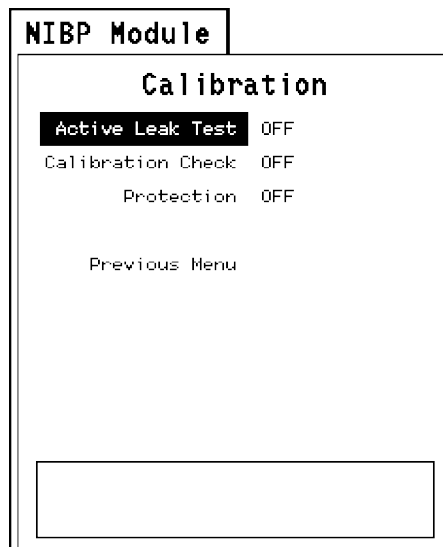 NIBP Module
Calibration
Active Leak Test OFF
Calibration Check OFF
Protection OFF
Previous Menu